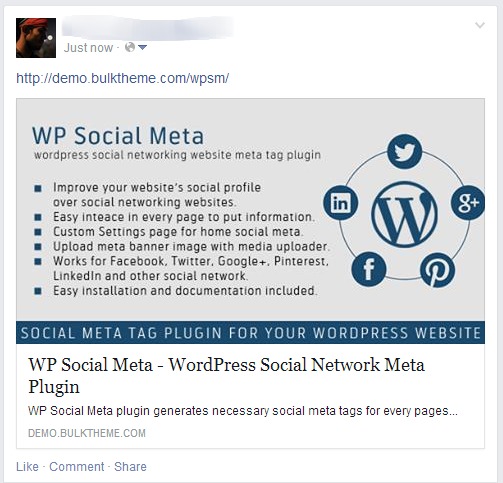 Just now ·
http://demo.bulktheme.com/wpsm/
WP Social Meta
wordpress social networking website meta tag plugin
Improve your website's social profile
over social networking websites.
Easy inteace in every page to put information.
Custom Settings page for home social meta.
Upload meta banner image with media uploader.
Works for Facebook, Twitter, Google+, Pinterest,
LinkedIn and other social network.
Easy installation and documentation included.
in
g+
W
f
SOCIAL META TAG PLUGIN FOR YOUR WORDPRESS WEBSITE
WP Social Meta - WordPress Social Network Meta
Plugin
WP Social Meta plugin generates necessary social meta tags for every pages...
DEMO.BULKTHEME.COM
Like · Comment · Share